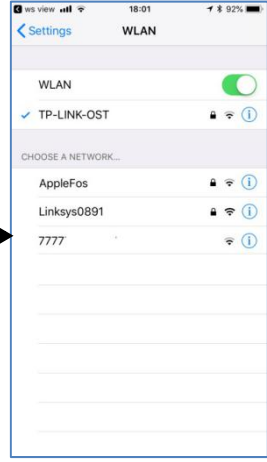 ws view 18:01 92%
Settings WLAN
WLAN
TP-LINK-OST
CHOOSE A NETWORK...
AppleFos
Linksys0891
7777